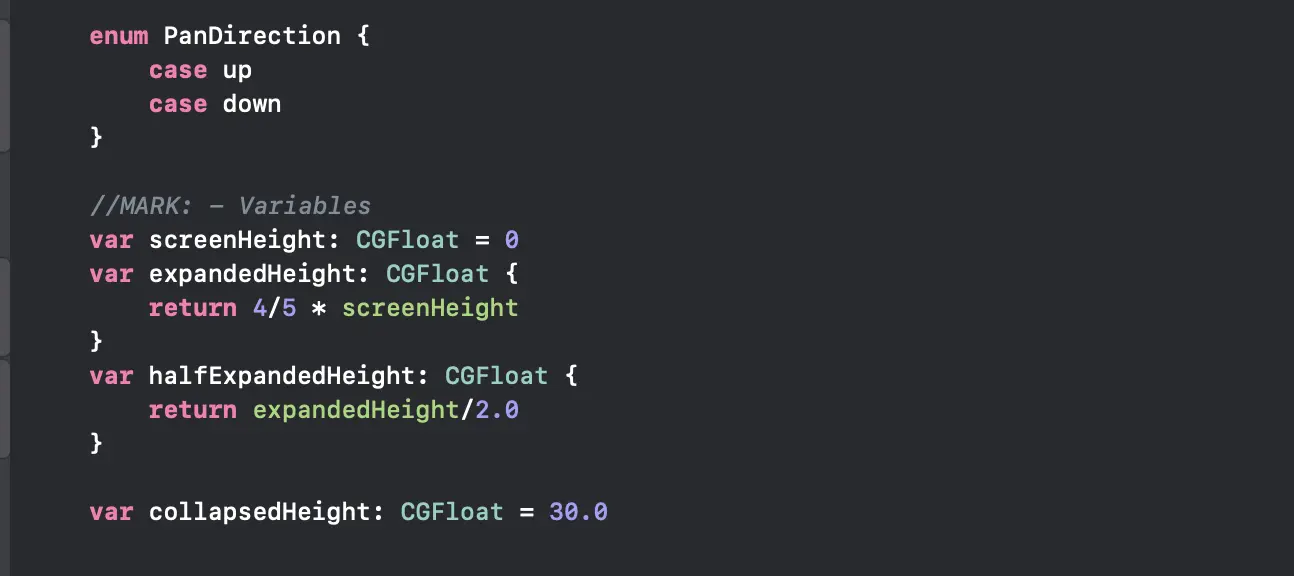 enum PanDirection {
    case up
    case down
}
//MARK: - Variables
var screenHeight: CGFloat = 0
var expandedHeight: CGFloat {
    return 4/5 * screenHeight
}
var halfExpandedHeight: CGFloat {
    return expandedHeight/2.0
}
var collapsedHeight: CGFloat = 30.0